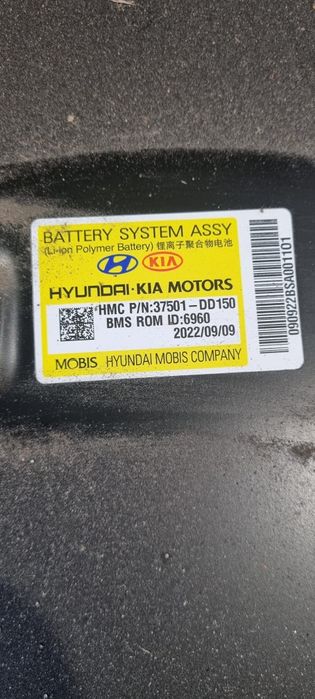 BATTERY SYSTEM ASSY
(Li-ion Polymer Battery) 锂离子聚合物电池
KIA
HYUNDAI·KIA MOTORS
HMC P/N:37501-DD150
BMS ROM ID:6960
2022/09/09
MOBIS HYUNDAI MOBIS COMPANY
090922BSA001101